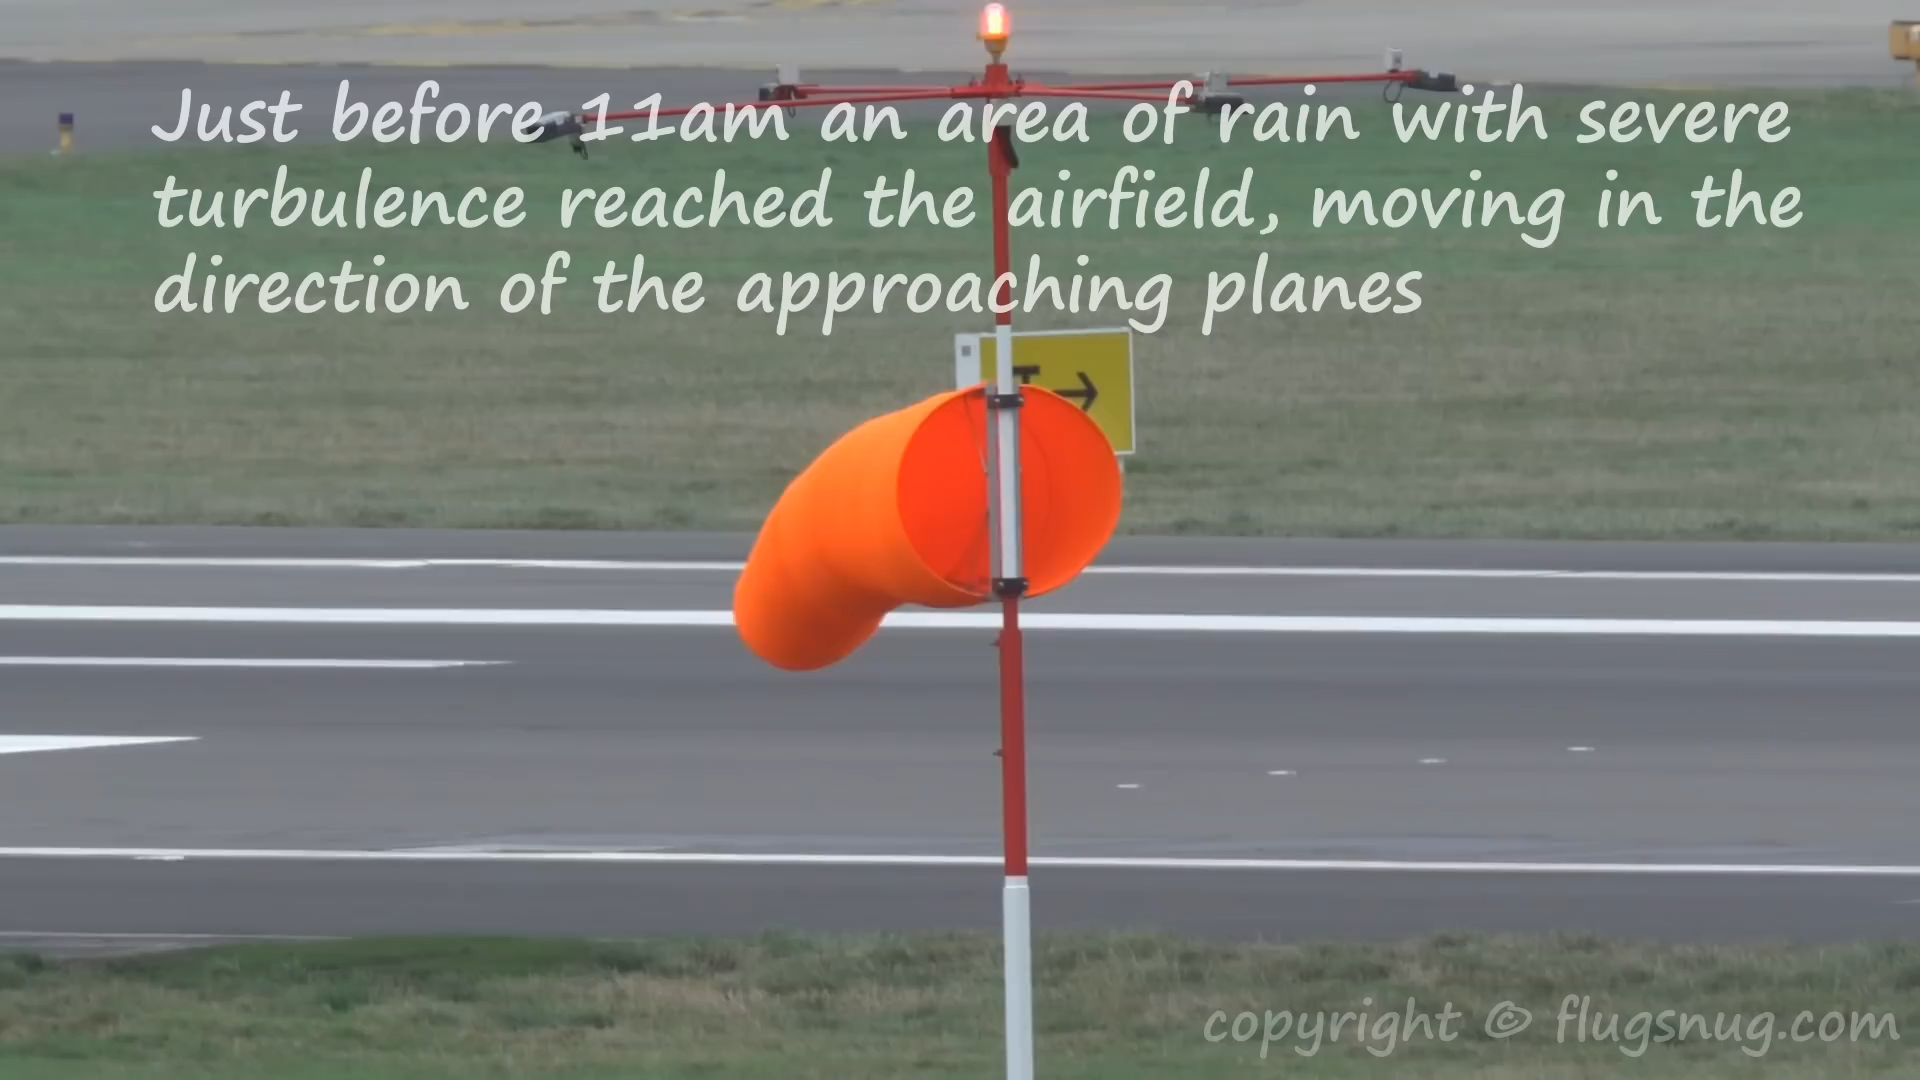 Just before 11am an area of rain with severe
turbulence reached the airfield, moving in the
direction of the approaching planes
copyright © flugsnug.com